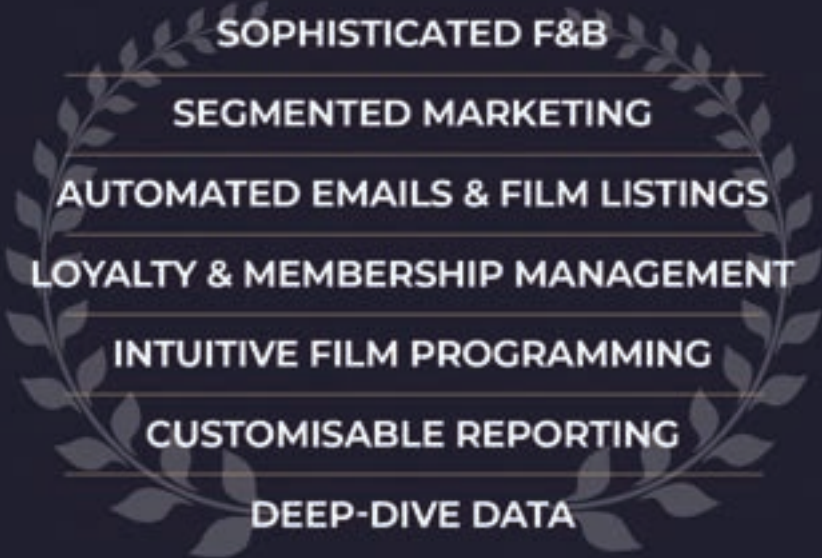 SOPHISTICATED F&B
SEGMENTED MARKETING
AUTOMATED EMAILS & FILM LISTINGS
LOYALTY & MEMBERSHIP MANAGEMENT
INTUITIVE FILM PROGRAMMING
CUSTOMISABLE REPORTING
DEEP-DIVE DATA